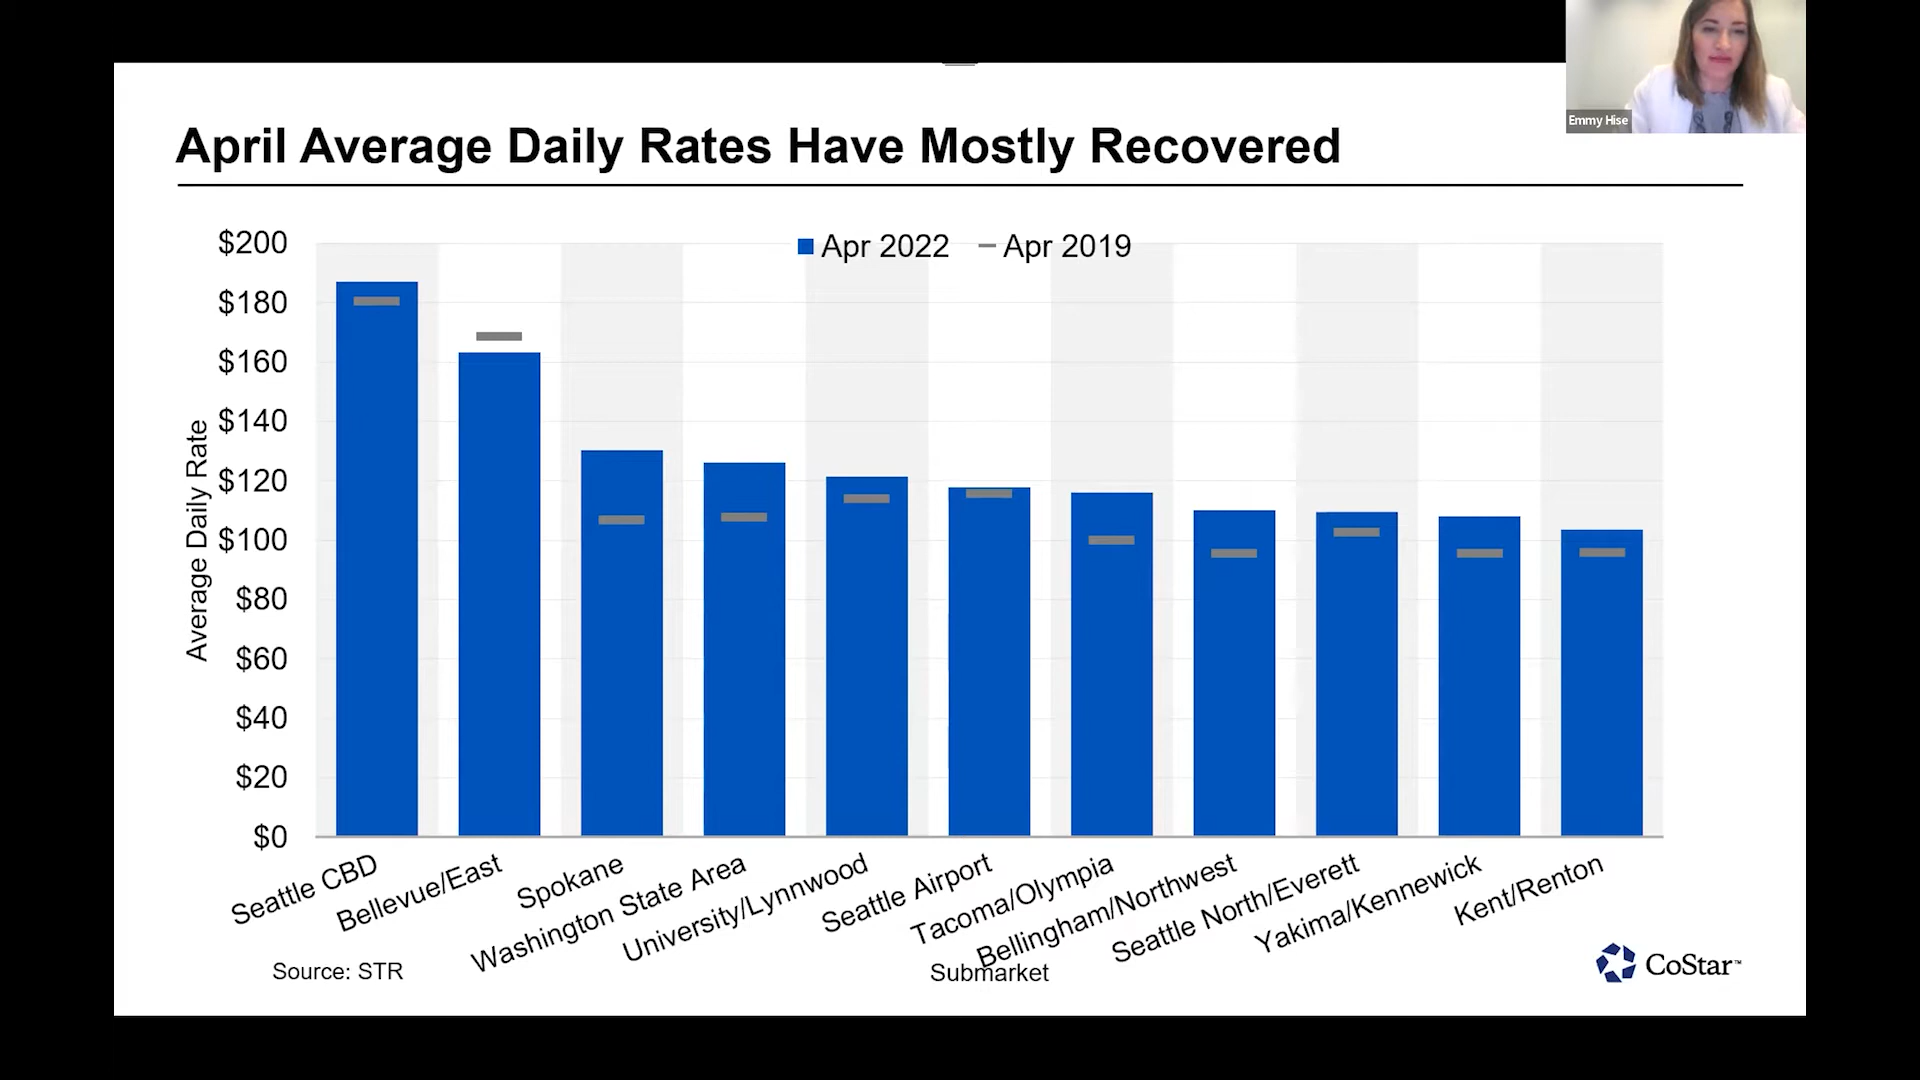 Emmy Hise
April Average Daily Rates Have Mostly Recovered
Apr 2022 Apr 2019
Average Daily Rate
$200
$180
$160
$140
$120
$100
$80
$60
$40
$20
$0
Seattle CBD
Bellevue/East
Spokane
Washington State Area
University/Lynnwood
Seattle Airport
Tacoma/Olympia
Bellingham/Northwest
Seattle North/Everett
Yakima/Kennewick
Kent/Renton
Submarket
Source: STR
CoStar™